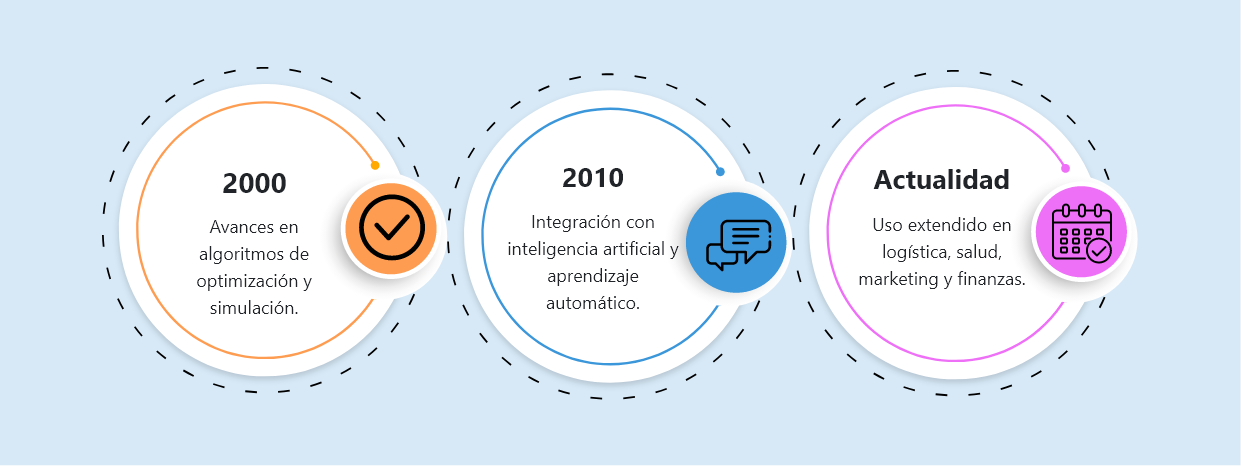 2000
Avances en
algoritmos de
optimización y
simulación.
2010
Integración con
inteligencia artificial y
aprendizaje
automático.
Actualidad
Uso extendido en
logística, salud,
marketing y finanzas.